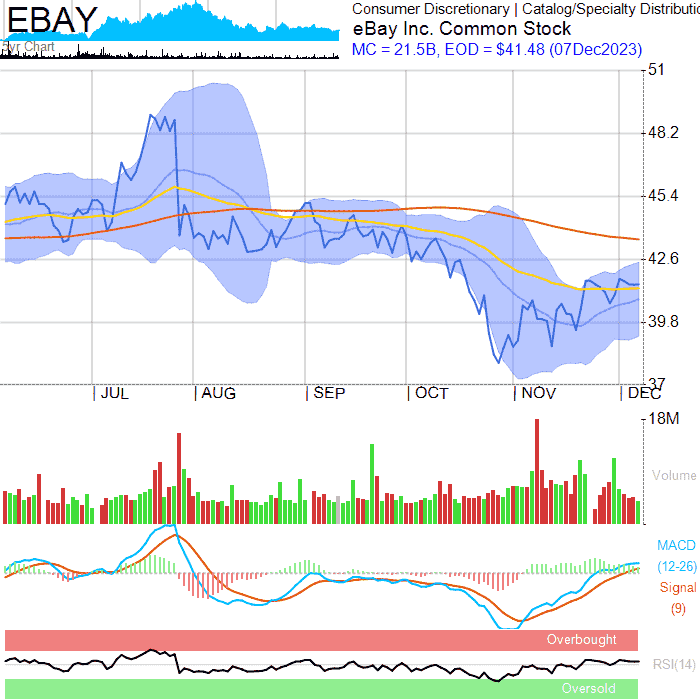 EBAY
5yr Chart
Consumer Discretionary | Catalog/Specialty Distributio
eBay Inc. Common Stock
MC = 21.5B, EOD = $41.48 (07Dec2023)
51
48.2
45.4
42.6
39.8
37
JUL AUG SEP OCT NOV DEC
18M
Volume
MACD
(12-26)
Signal
(9)
Overbought
RSI(14)
Oversold